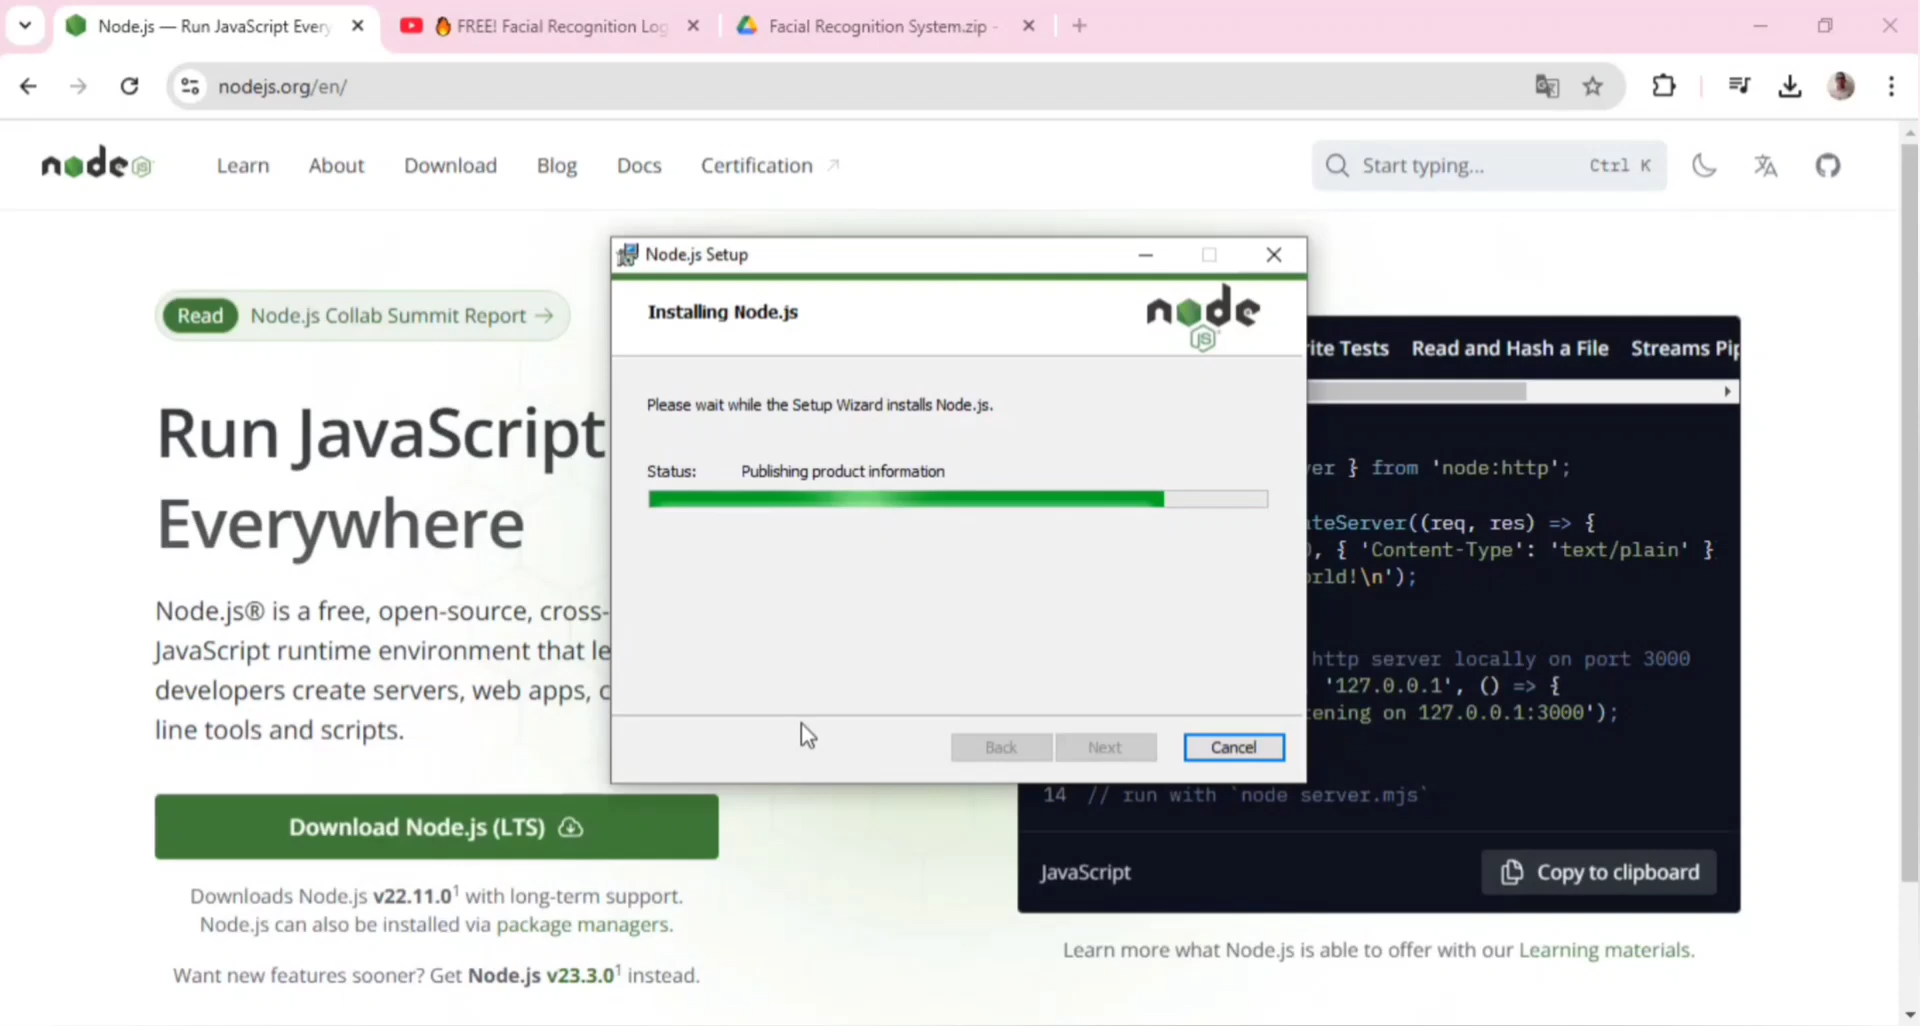 Node.js — Run JavaScript Every
🔥 FREE! Facial Recognition Log
Facial Recognition System.zip -
nodejs.org/en/
node JS
Learn
About
Download
Blog
Docs
Certification
Start typing...
Ctrl K
Read
Node.js Collab Summit Report →
Run JavaScript
Everywhere
Node.js® is a free, open-source, cross-
JavaScript runtime environment that le
developers create servers, web apps, c
line tools and scripts.
Download Node.js (LTS)
Downloads Node.js v22.11.0¹ with long-term support.
Node.js can also be installed via package managers.
Want new features sooner? Get Node.js v23.3.0¹ instead.
Node.js Setup
Installing Node.js
node JS
Please wait while the Setup Wizard installs Node.js.
Status:
Publishing product information
Back
Next
Cancel
ite Tests
Read and Hash a File
Streams Pip
er } from 'node:http';
teServer((req, res) => {
), { 'Content-Type': 'text/plain' }
rld!\n');
http server locally on port 3000
'127.0.0.1', () => {
ening on 127.0.0.1:3000');
14 // run with `node server.mjs`
JavaScript
Copy to clipboard
Learn more what Node.js is able to offer with our Learning materials.